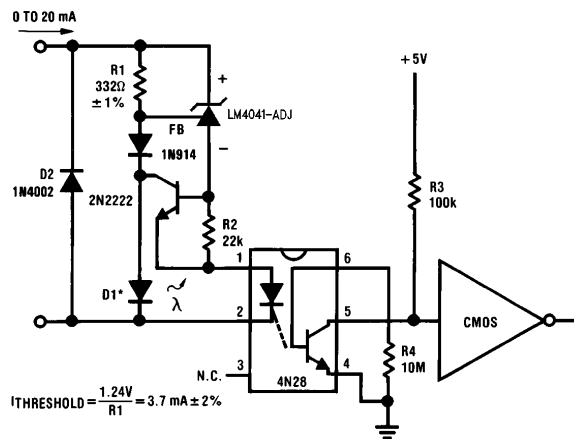 0 TO 20 mA
R1
332Ω
±1%
+
LM4041-ADJ
FB
−
1N914
D2
1N4002
2N2222
R2
22k
+5V
R3
100k
D1*
λ
1
2
3
N.C.
6
5
4
4N28
CMOS
R4
10M
ITHRESHOLD = 1.24V / R1 = 3.7 mA ± 2%